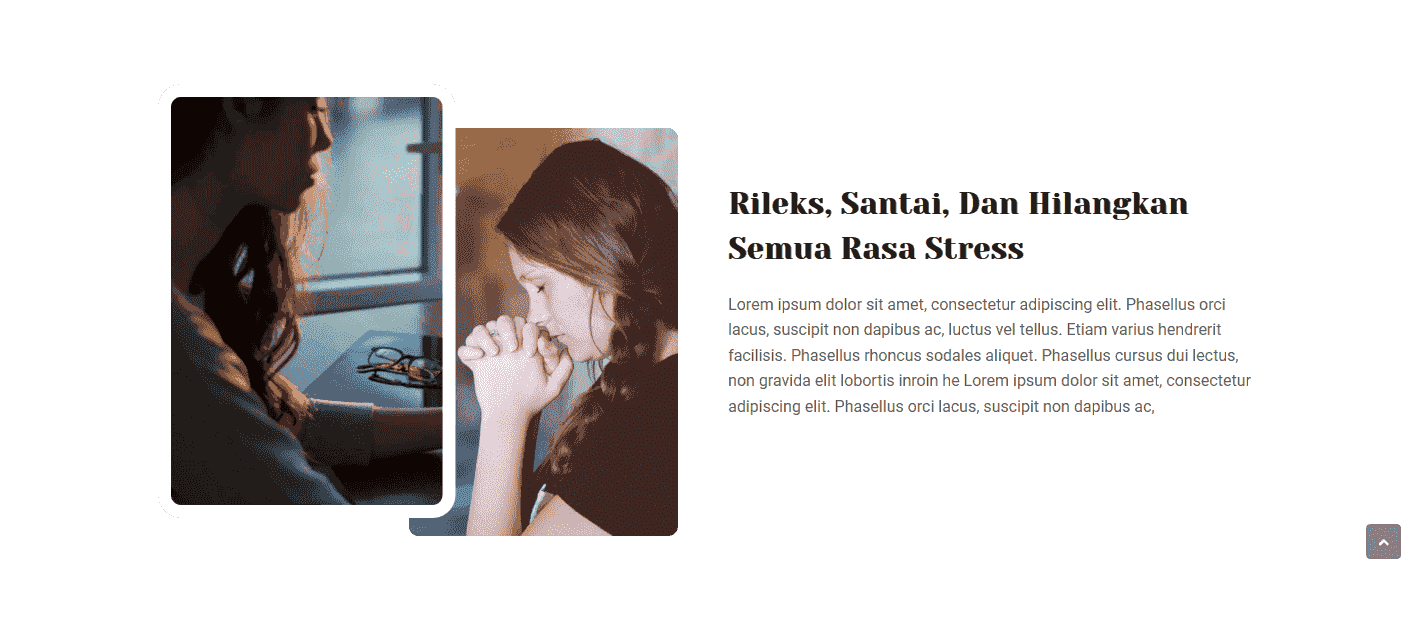 Rileks, Santai, Dan Hilangkan
Semua Rasa Stress
Lorem ipsum dolor sit amet, consectetur adipiscing elit. Phasellus orci
lacus, suscipit non dapibus ac, luctus vel tellus. Etiam varius hendrerit
facilisis. Phasellus rhoncus sodales aliquet. Phasellus cursus dui lectus,
non gravida elit lobortis inroin he Lorem ipsum dolor sit amet, consectetur
adipiscing elit. Phasellus orci lacus, suscipit non dapibus ac,